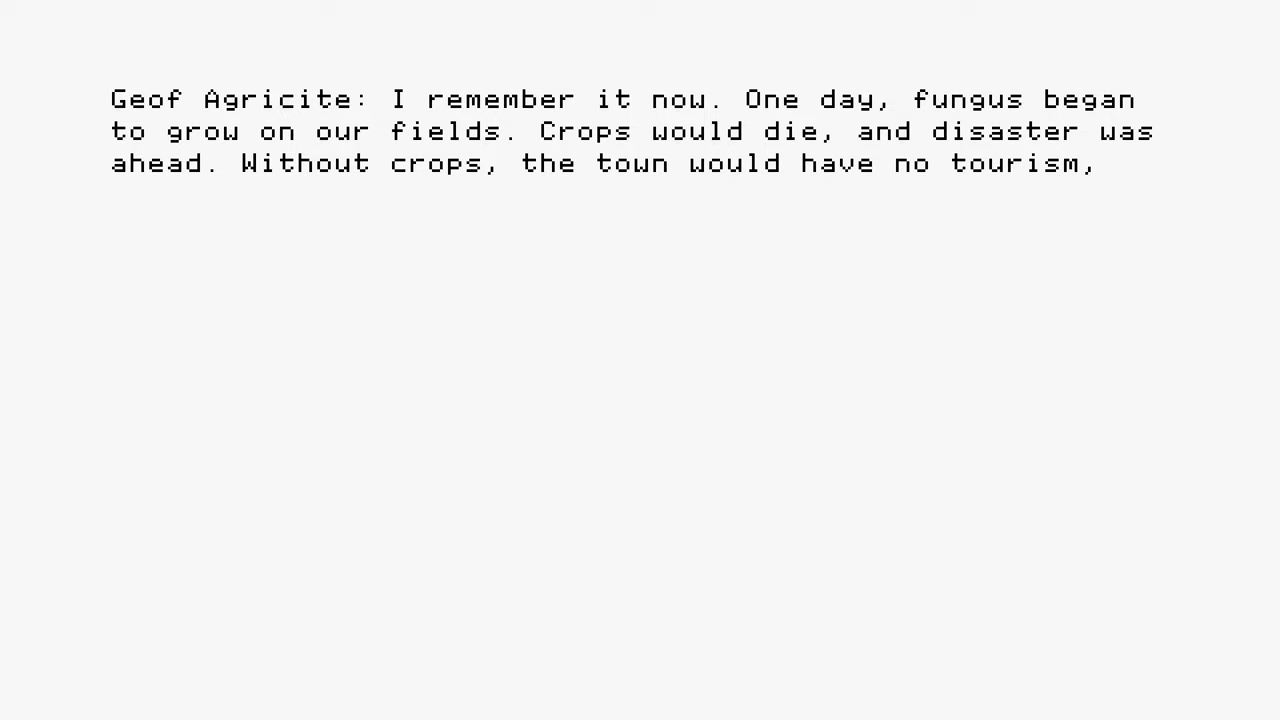 Geof Agricite: I remember it now. One day, fungus began
to grow on our fields. Crops would die, and disaster was
ahead. Without crops, the town would have no tourism,